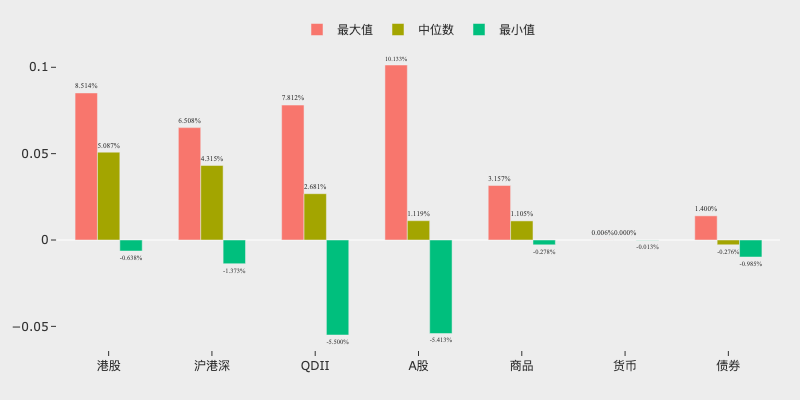 最大值 中位数 最小值
0.1
0.05
0
−0.05
8.514% 5.087% -0.638%
6.508% 4.315% -1.373%
7.812% 2.681% -5.500%
10.133% 1.119% -5.413%
3.157% 1.105% -0.278%
0.006% 0.000% -0.013%
1.400% -0.276% -0.985%
港股 沪港深 QDII A股 商品 货币 债券